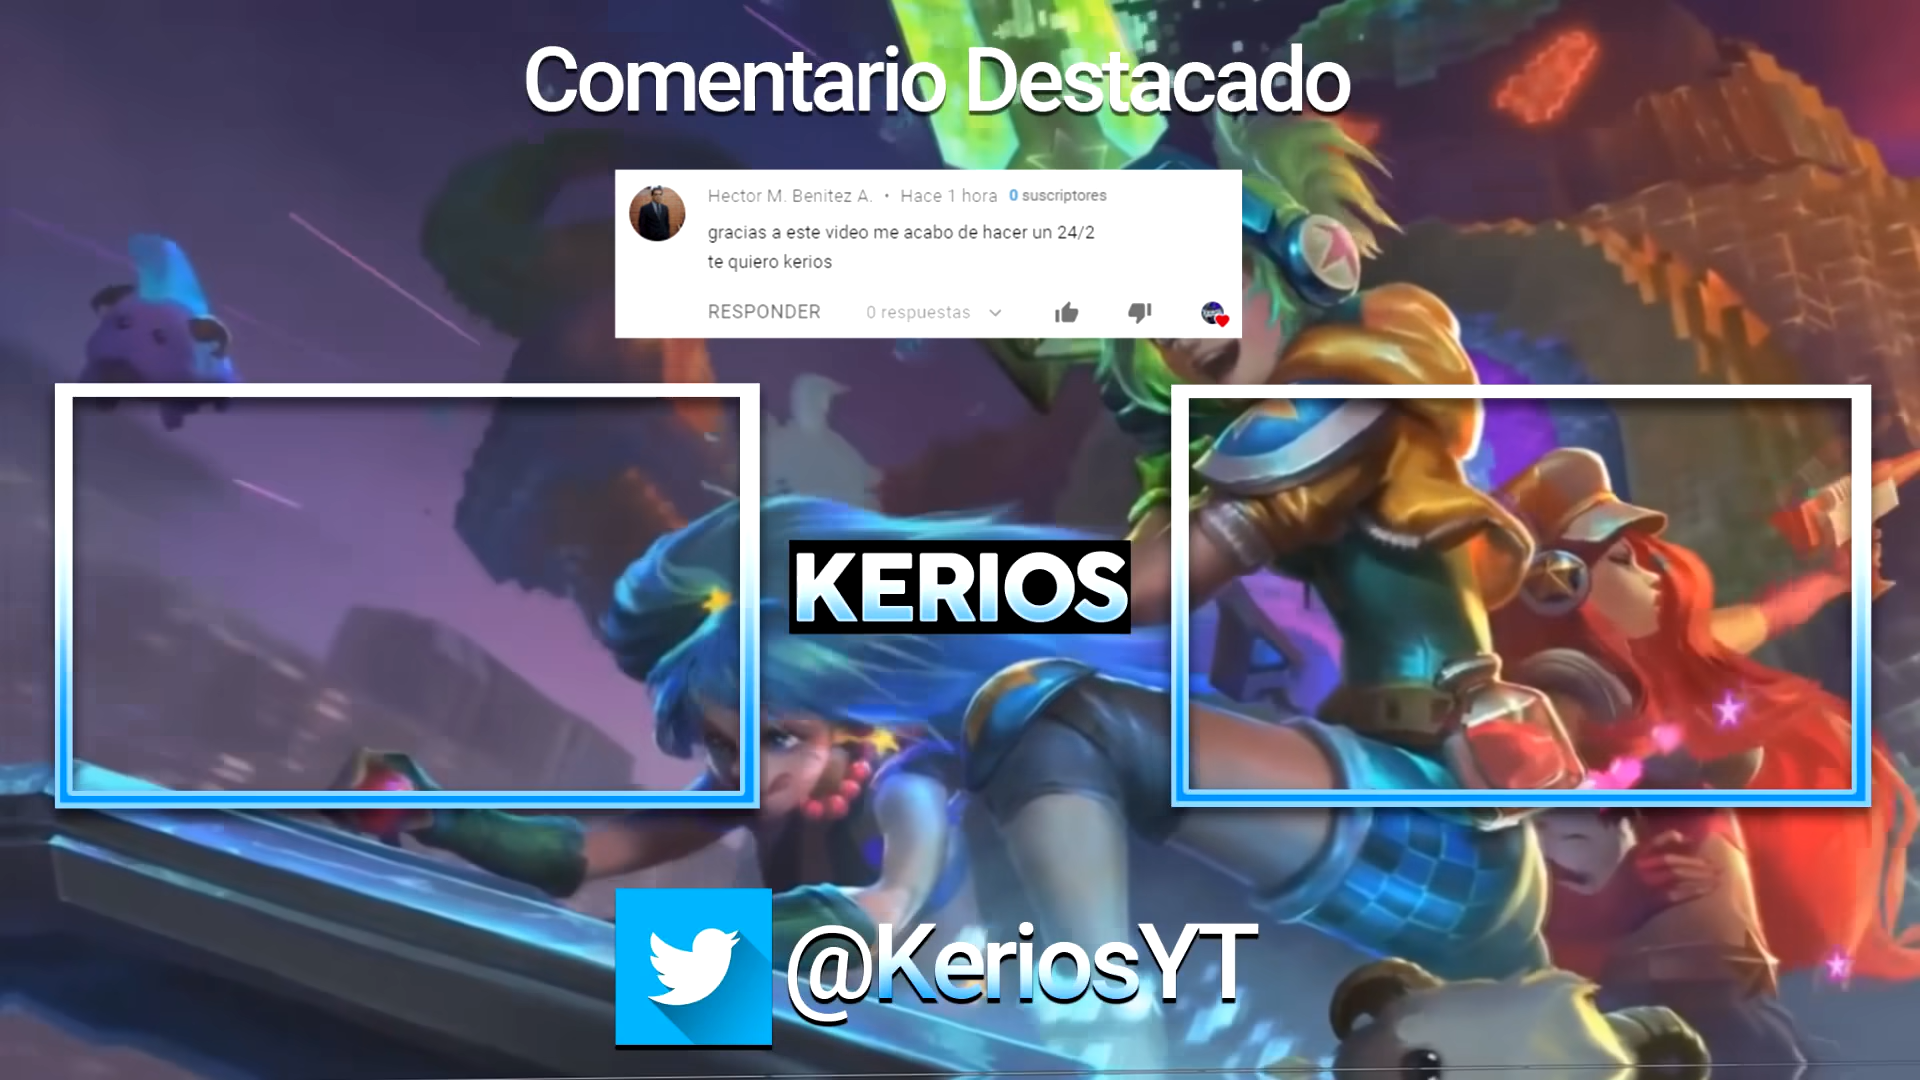 Comentario Destacado
Hector M. Benitez A. • Hace 1 hora 0 suscriptores
gracias a este video me acabo de hacer un 24/2
te quiero kerios
RESPONDER 0 respuestas
KERIOS
@KeriosYT